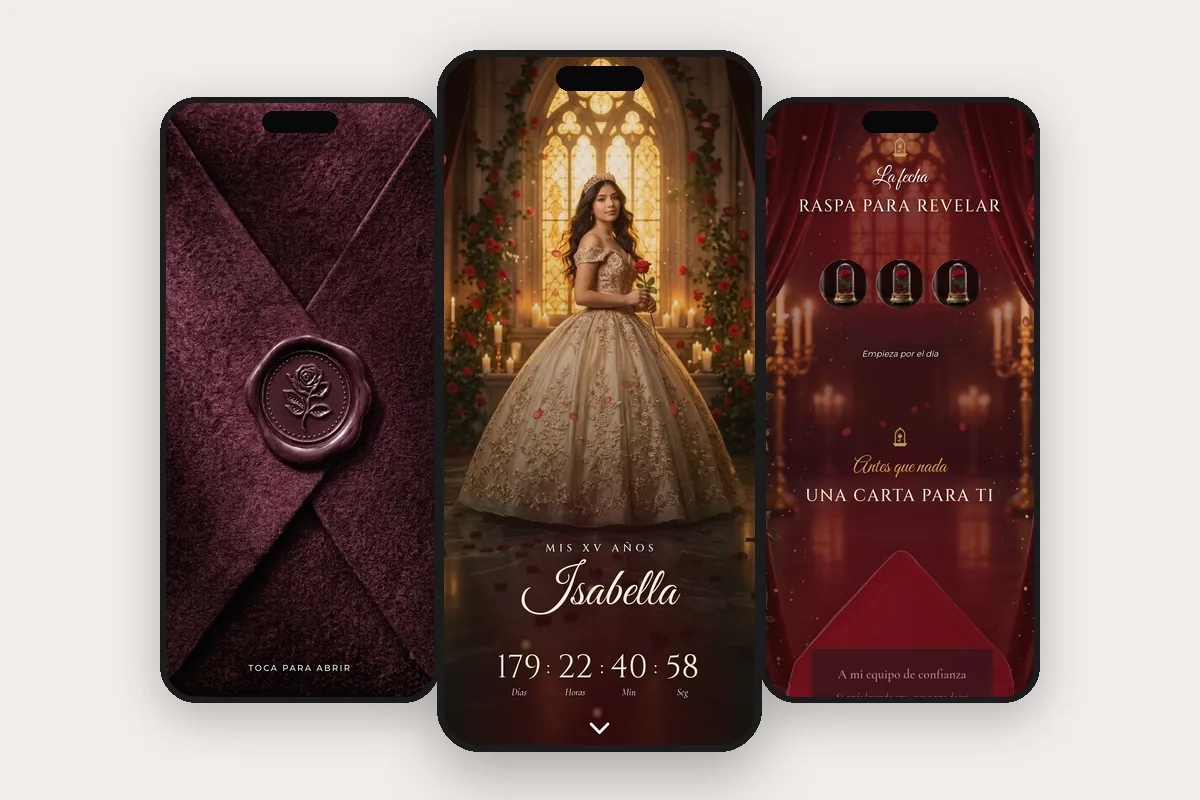 TOCA PARA ABRIR
MIS XV AÑOS
Isabella
179 : 22 : 40 : 58
Días Horas Min Seg
La fecha
RASPA PARA REVELAR
Empieza por el día
Antes que nada
UNA CARTA PARA TI
A mi equipo de confianza